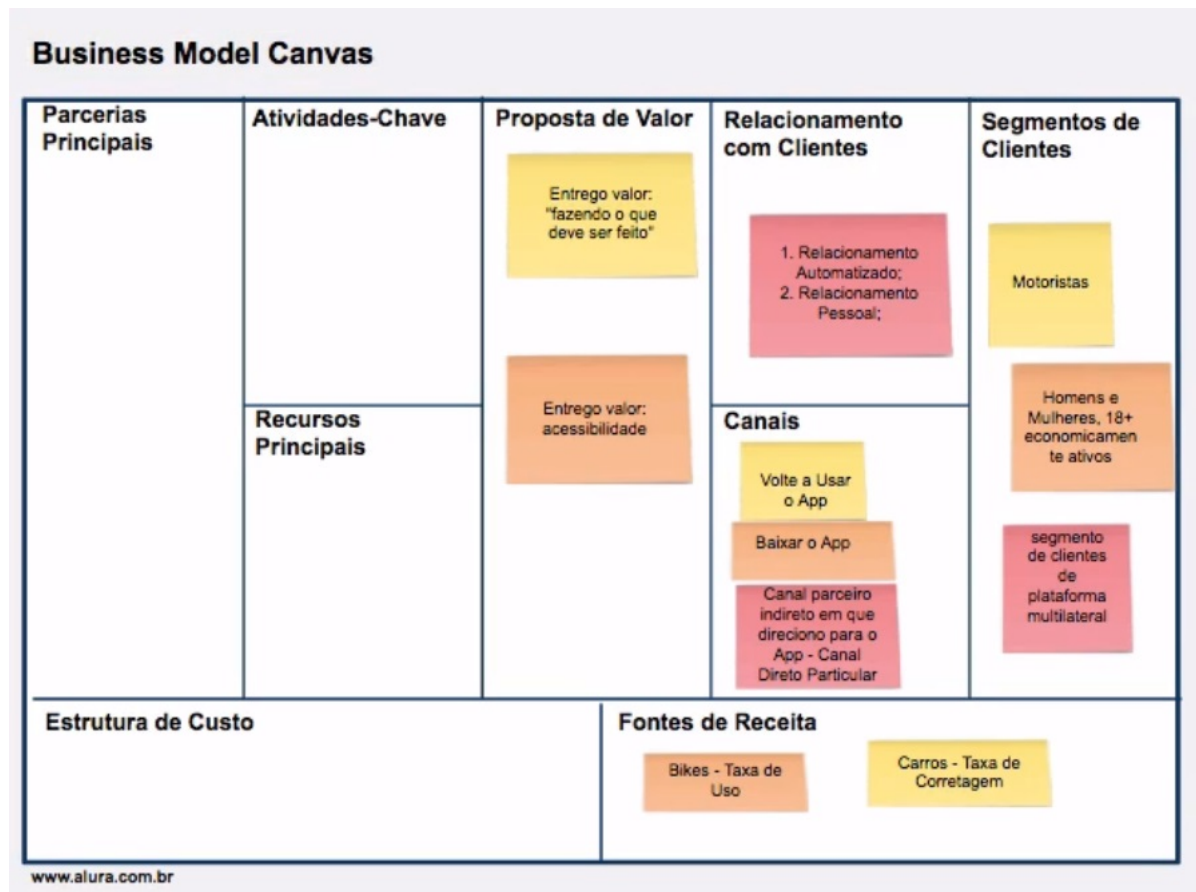 Business Model Canvas
Parcerias
Principais
Atividades-Chave
Recursos
Principais
Proposta de Valor
Entrego valor:
"fazendo o que
deve ser feito"
Entrego valor:
acessibilidade
Relacionamento
com Clientes
1. Relacionamento
Automatizado;
2. Relacionamento
Pessoal;
Canais
Volte a Usar
o App
Baixar o App
Canal parceiro
indireto em que
direciono para o
App - Canal
Direto Particular
Segmentos de
Clientes
Motoristas
Homens e
Mulheres, 18+
economicamen
te ativos
segmento
de clientes
de
plataforma
multilateral
Estrutura de Custo
Fontes de Receita
Bikes - Taxa de
Uso
Carros - Taxa de
Corretagem
www.alura.com.br